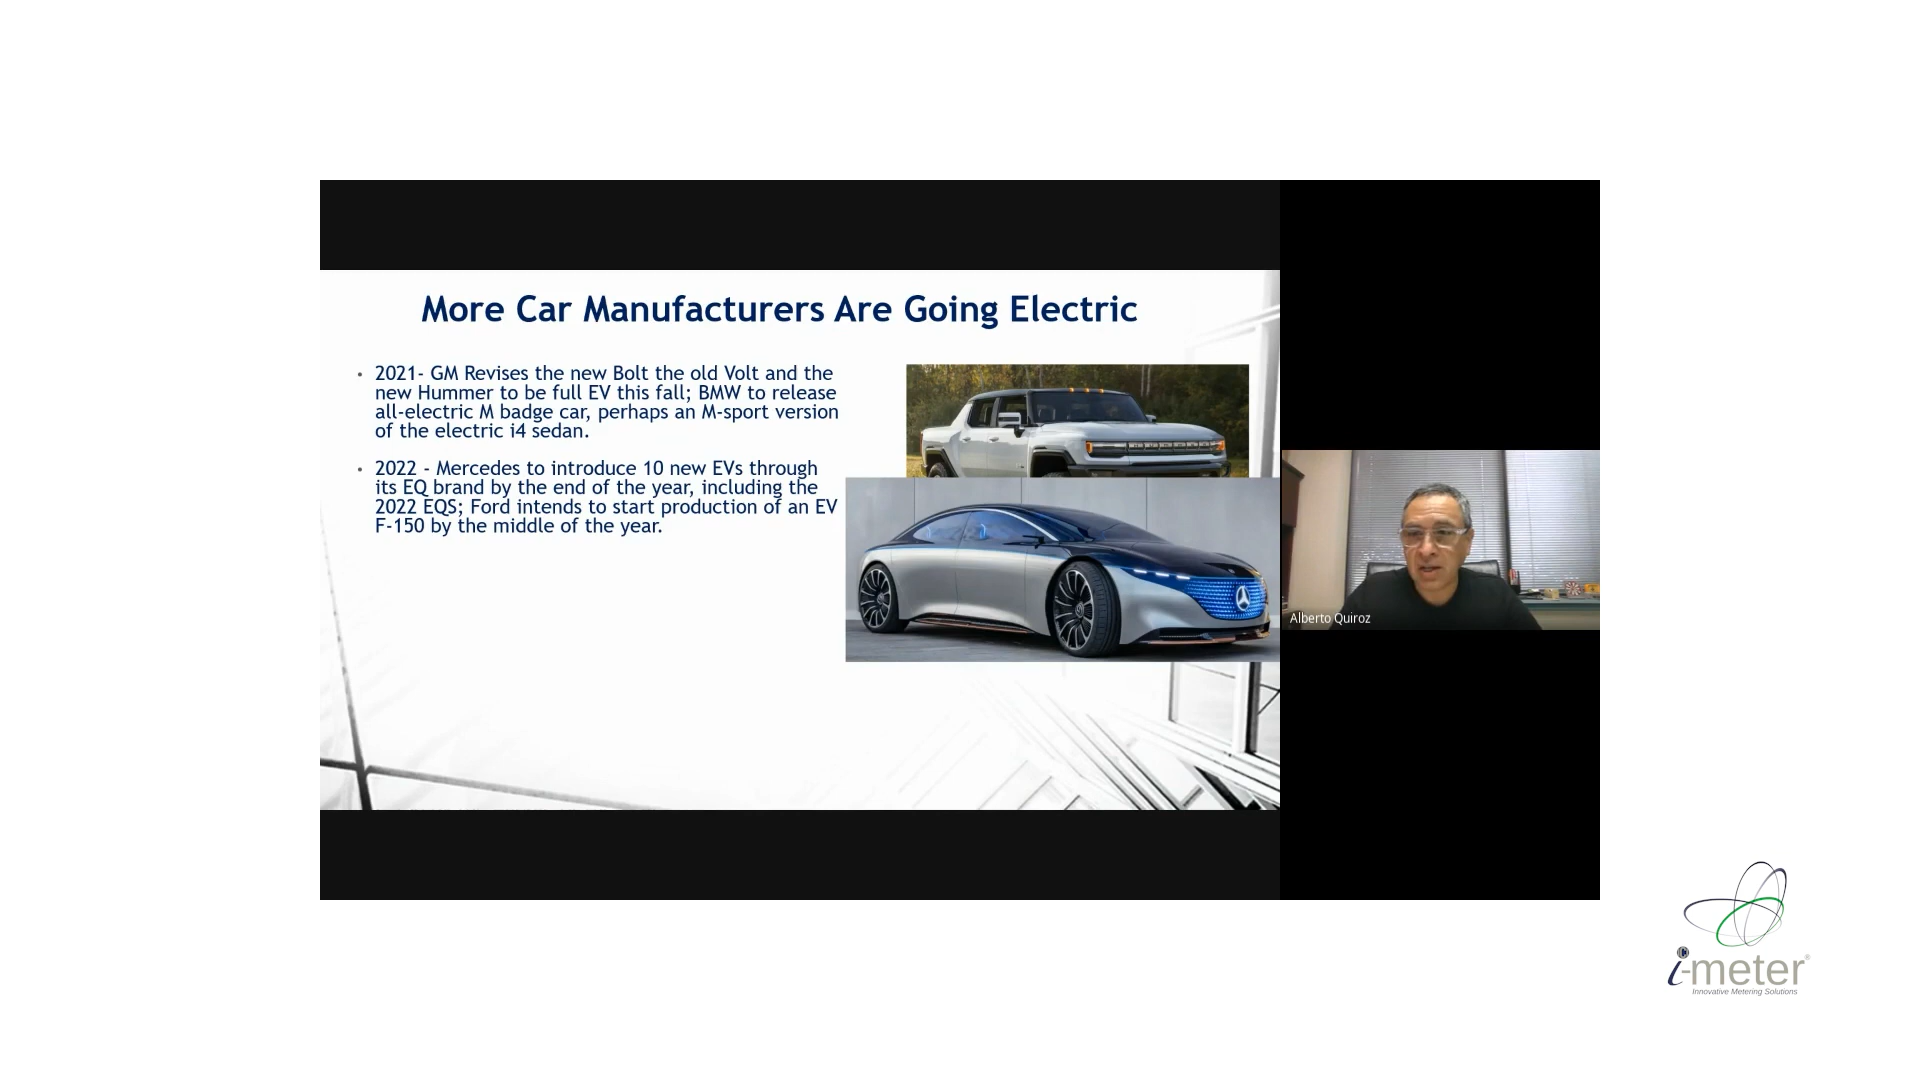 More Car Manufacturers Are Going Electric
• 2021- GM Revises the new Bolt the old Volt and the
new Hummer to be full EV this fall; BMW to release
all-electric M badge car, perhaps an M-sport version
of the electric i4 sedan.
• 2022 - Mercedes to introduce 10 new EVs through
its EQ brand by the end of the year, including the
2022 EQS; Ford intends to start production of an EV
F-150 by the middle of the year.
Alberto Quiroz
i-meter®
Innovative Metering Solutions